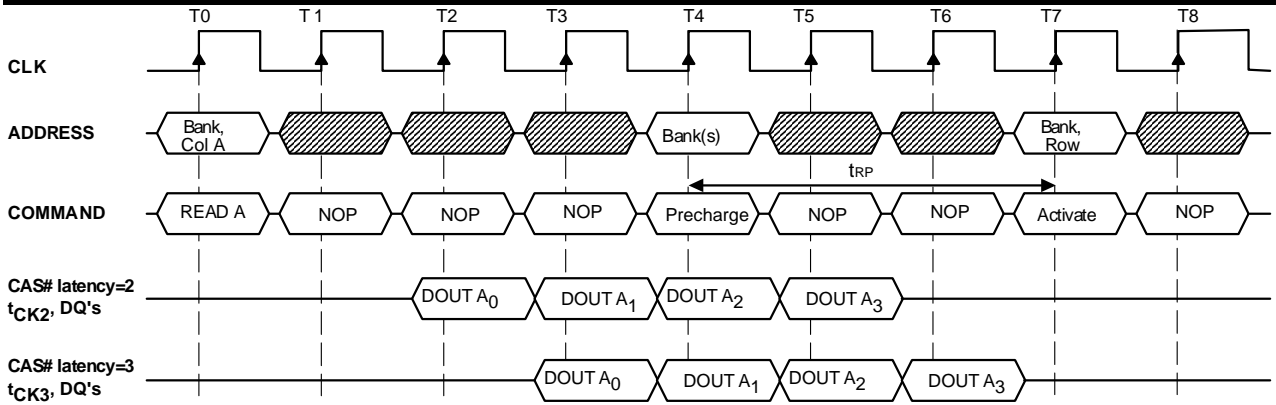 T0 T1 T2 T3 T4 T5 T6 T7 T8
CLK
ADDRESS
Bank,
Col A
Bank(s)
Bank,
Row
tRP
COMMAND
READ A NOP NOP NOP Precharge NOP NOP Activate NOP
CAS# latency=2
tCK2, DQ's
DOUT A0 DOUT A1 DOUT A2 DOUT A3
CAS# latency=3
tCK3, DQ's
DOUT A0 DOUT A1 DOUT A2 DOUT A3